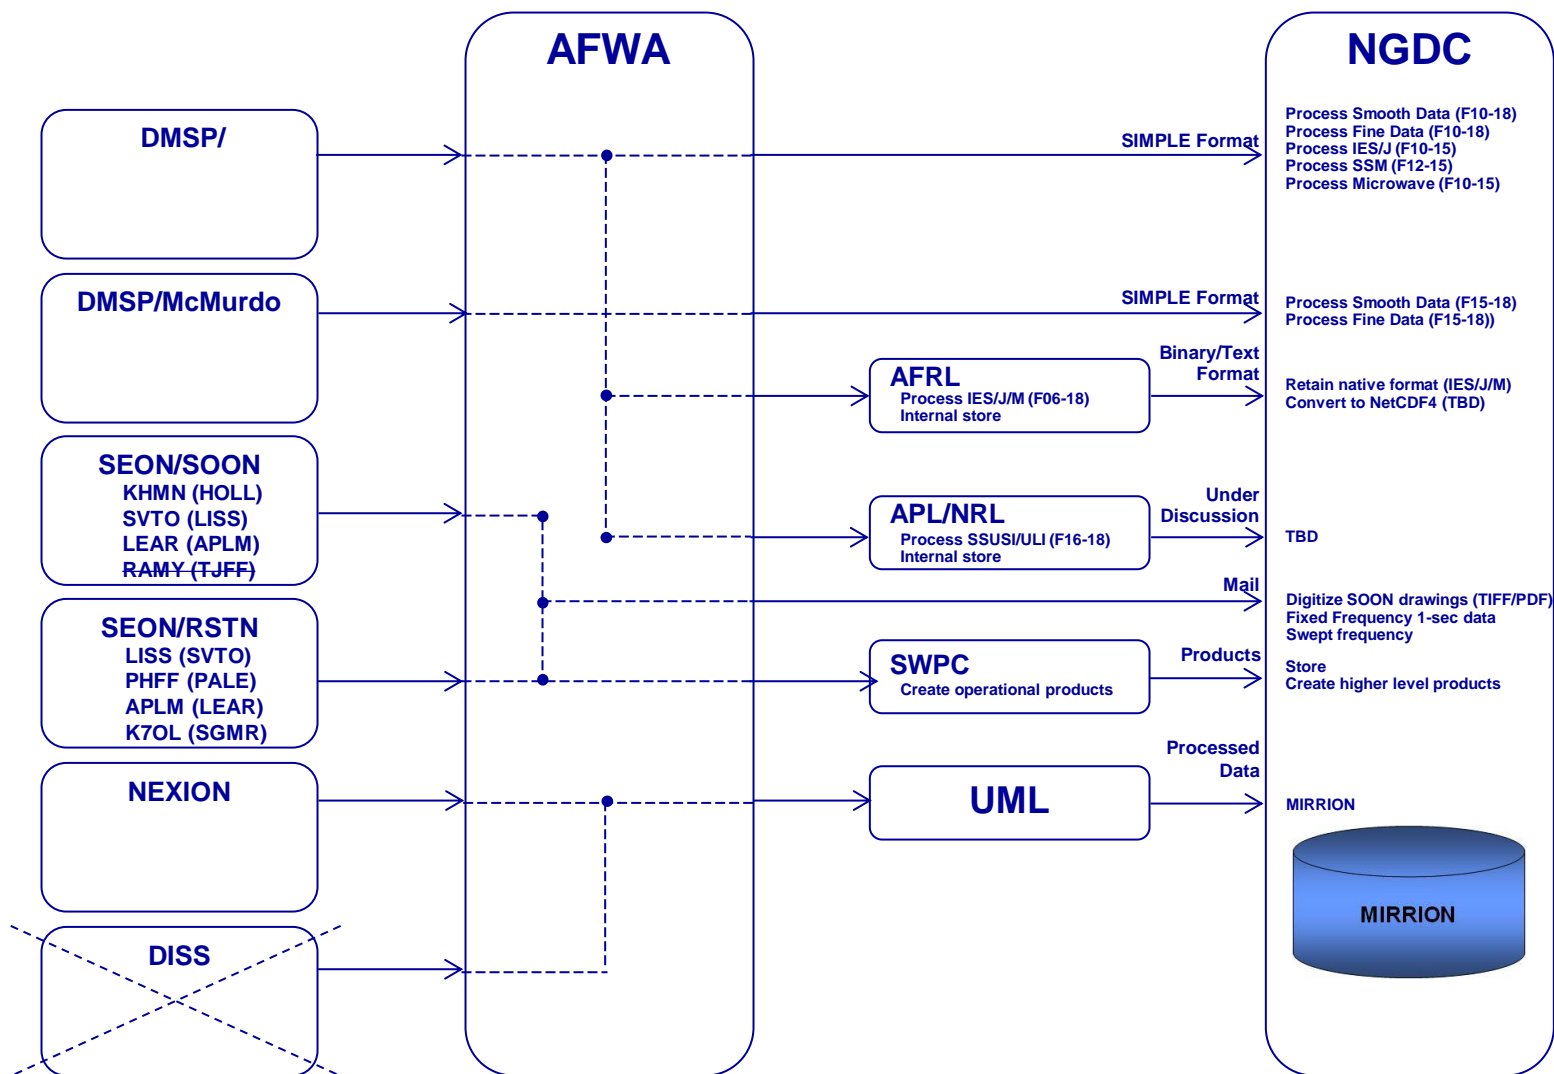 AFWA
NGDC
DMSP/
SIMPLE Format
Process Smooth Data (F10-18)
Process Fine Data (F10-18)
Process IES/J (F10-15)
Process SSM (F12-15)
Process Microwave (F10-15)
DMSP/McMurdo
SIMPLE Format
Process Smooth Data (F15-18)
Process Fine Data (F15-18))
AFRL
Process IES/J/M (F06-18)
Internal store
Binary/Text
Format
Retain native format (IES/J/M)
Convert to NetCDF4 (TBD)
SEON/SOON
KHMN (HOLL)
SVTO (LISS)
LEAR (APLM)
RAMY (TJFF)
APL/NRL
Process SSUSI/ULI (F16-18)
Internal store
Under
Discussion
TBD
Mail
Digitize SOON drawings (TIFF/PDF)
Fixed Frequency 1-sec data
Swept frequency
SEON/RSTN
LISS (SVTO)
PHFF (PALE)
APLM (LEAR)
K7OL (SGMR)
SWPC
Create operational products
Products
Store
Create higher level products
NEXION
UML
Processed
Data
MIRRION
MIRRION
DISS